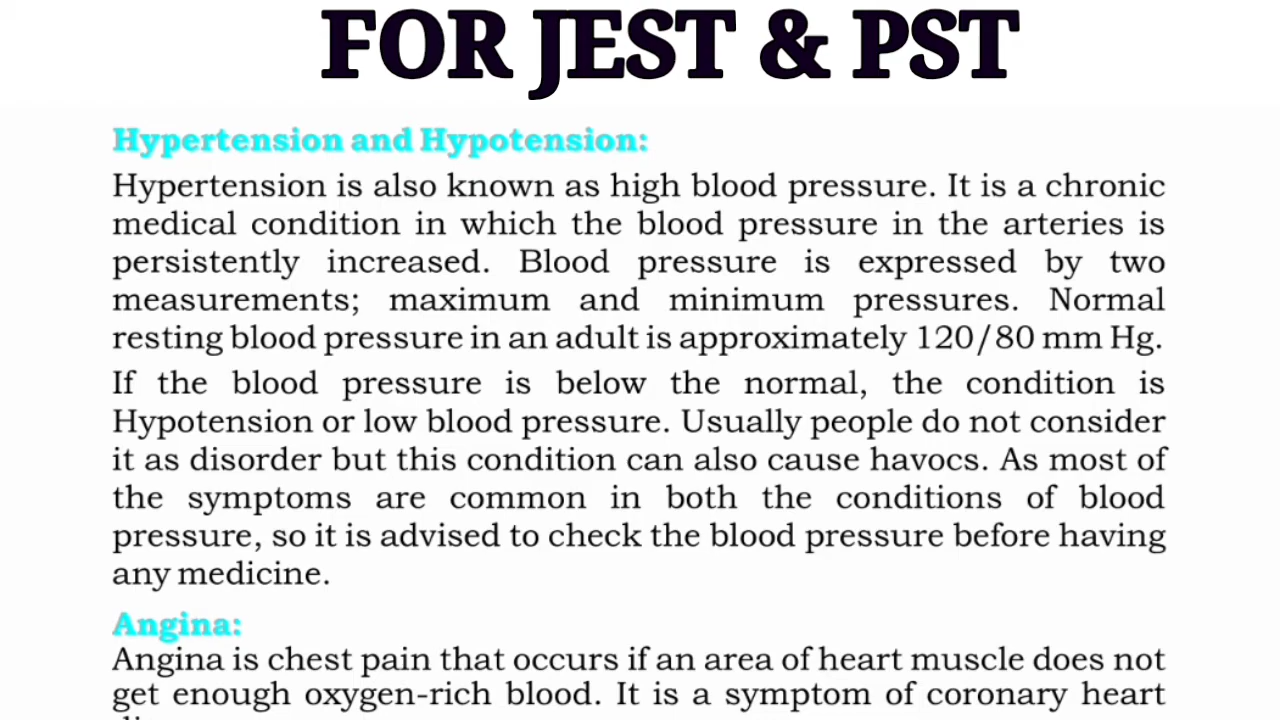 FOR JEST & PST
Hypertension and Hypotension:
Hypertension is also known as high blood pressure. It is a chronic
medical condition in which the blood pressure in the arteries is
persistently increased. Blood pressure is expressed by two
measurements; maximum and minimum pressures. Normal
resting blood pressure in an adult is approximately 120/80 mm Hg.
If the blood pressure is below the normal, the condition is
Hypotension or low blood pressure. Usually people do not consider
it as disorder but this condition can also cause havocs. As most of
the symptoms are common in both the conditions of blood
pressure, so it is advised to check the blood pressure before having
any medicine.
Angina:
Angina is chest pain that occurs if an area of heart muscle does not
get enough oxygen-rich blood. It is a symptom of coronary heart